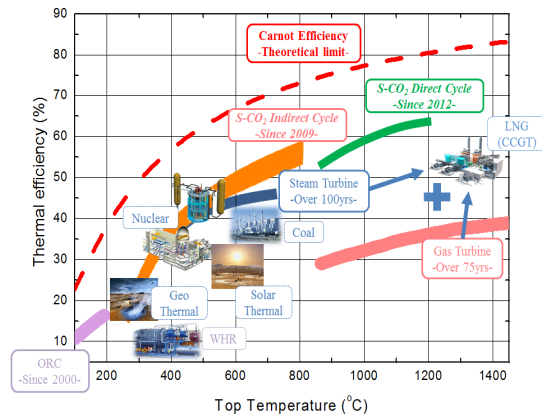 90
80
70
60
50
40
30
20
10
Thermal efficiency (%)
Carnot Efficiency
-Theoretical limit-
S-CO2 Indirect Cycle
-Since 2009-
S-CO2 Direct Cycle
-Since 2012-
LNG
(CCGT)
Steam Turbine
-Over 100yrs-
Nuclear
Coal
Gas Turbine
-Over 75yrs-
Geo
Thermal
Solar
Thermal
WHR
ORC
-Since 2000-
200
400
600
800
1000
1200
1400
Top Temperature (°C)